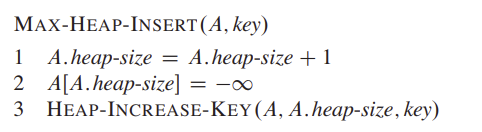 MAX-HEAP-INSERT(A, key)
1 A.heap-size = A.heap-size + 1
2 A[A.heap-size] = −∞
3 HEAP-INCREASE-KEY(A, A.heap-size, key)